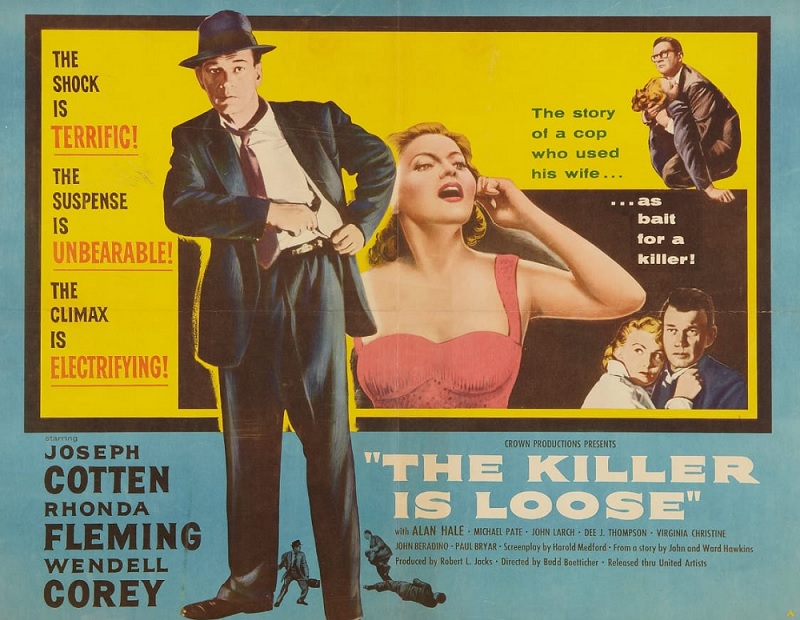 THE
SHOCK
IS
TERRIFIC!
THE
SUSPENSE
IS
UNBEARABLE!
THE
CLIMAX
IS
ELECTRIFYING!
The story
of a cop
who used
his wife...
...as
bait
for a
killer!
starring
JOSEPH
COTTEN
RHONDA
FLEMING
WENDELL
COREY
CROWN PRODUCTIONS PRESENTS
"THE KILLER
IS LOOSE"
with ALAN HALE · MICHAEL PATE · JOHN LARCH · DEE J. THOMPSON · VIRGINIA CHRISTINE
JOHN BERADINO · PAUL BRYAR · Screenplay by Harold Medford · From a story by John and Ward Hawkins
Produced by Robert L. Jacks · Directed by Budd Boetticher · Released thru United Artists